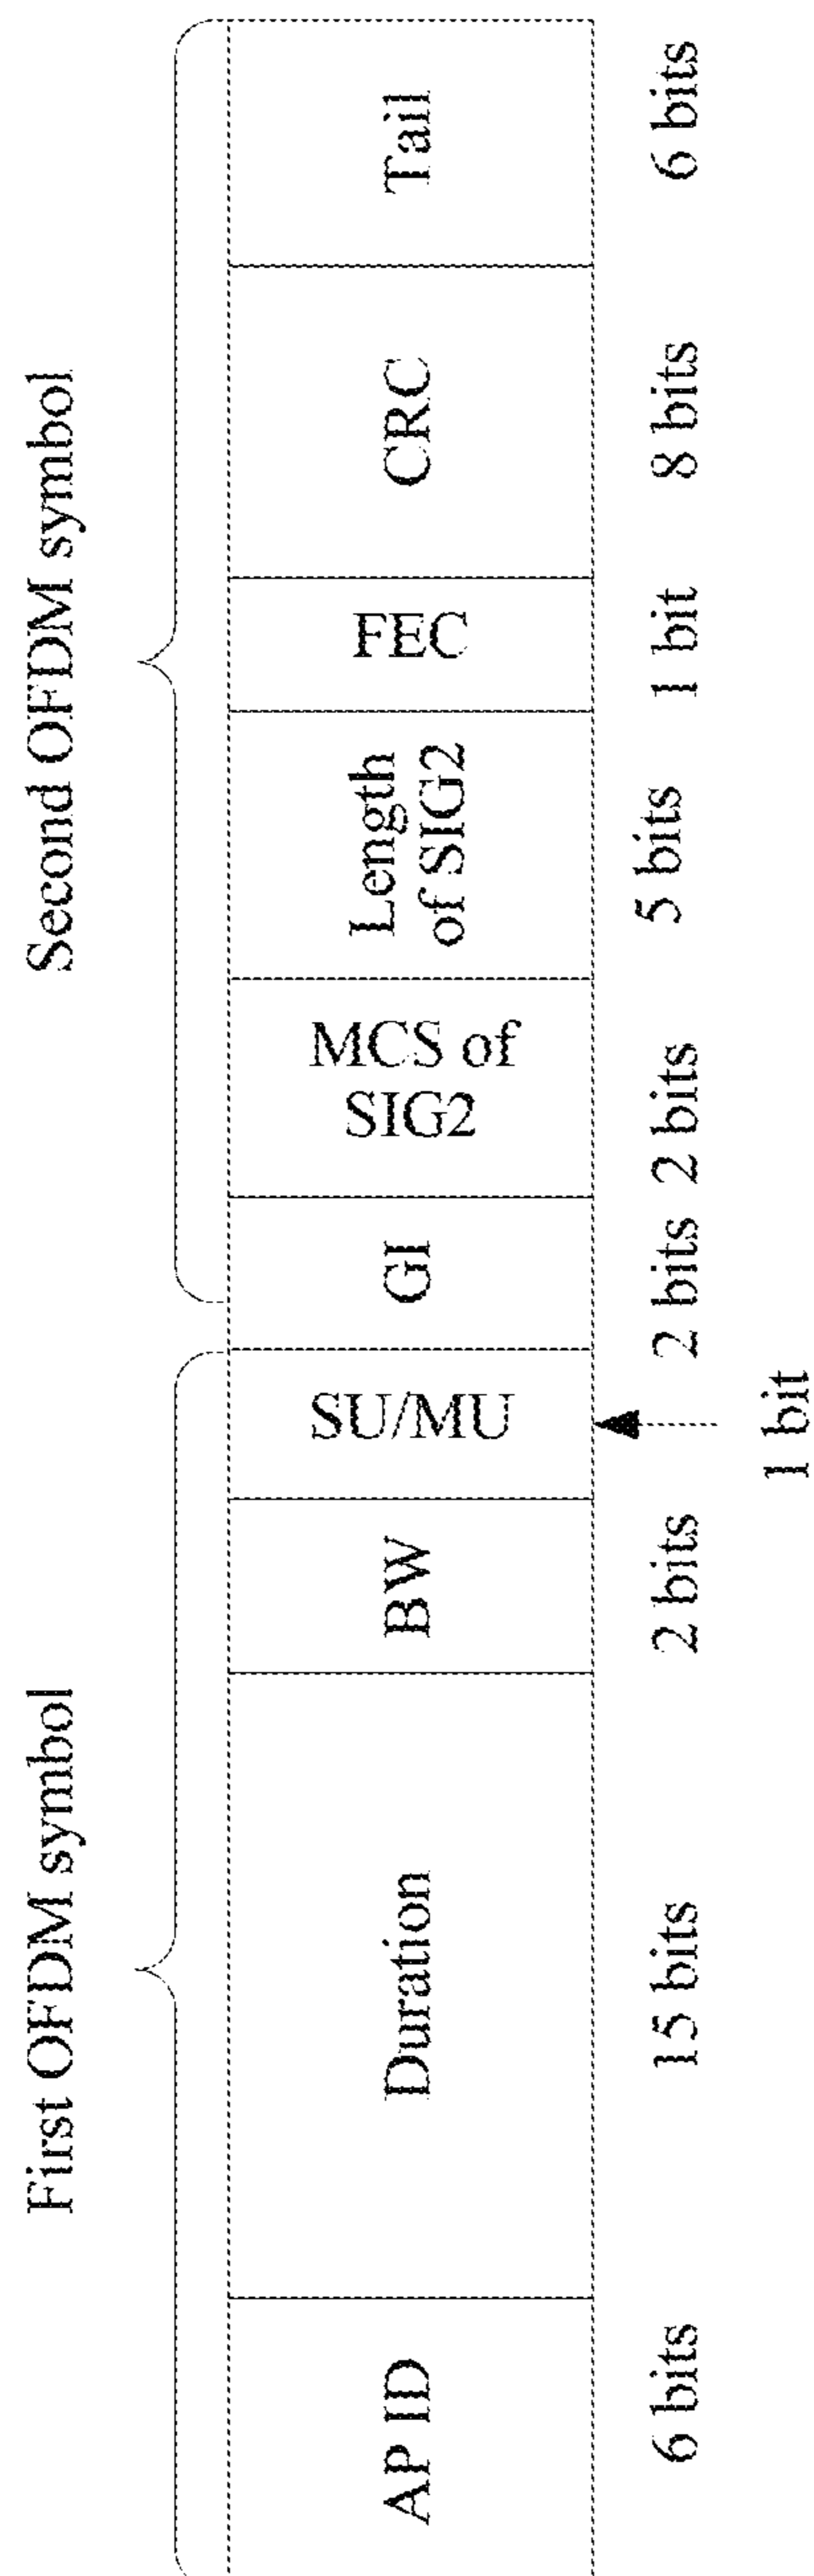 First OFDM symbol
Second OFDM symbol
AP ID
Duration
BW
SU/MU
GI
MCS of
SIG2
Length
of SIG2
FEC
CRC
Tail
6 bits
15 bits
2 bits
1 bit
2 bits
2 bits
5 bits
1 bit
8 bits
6 bits